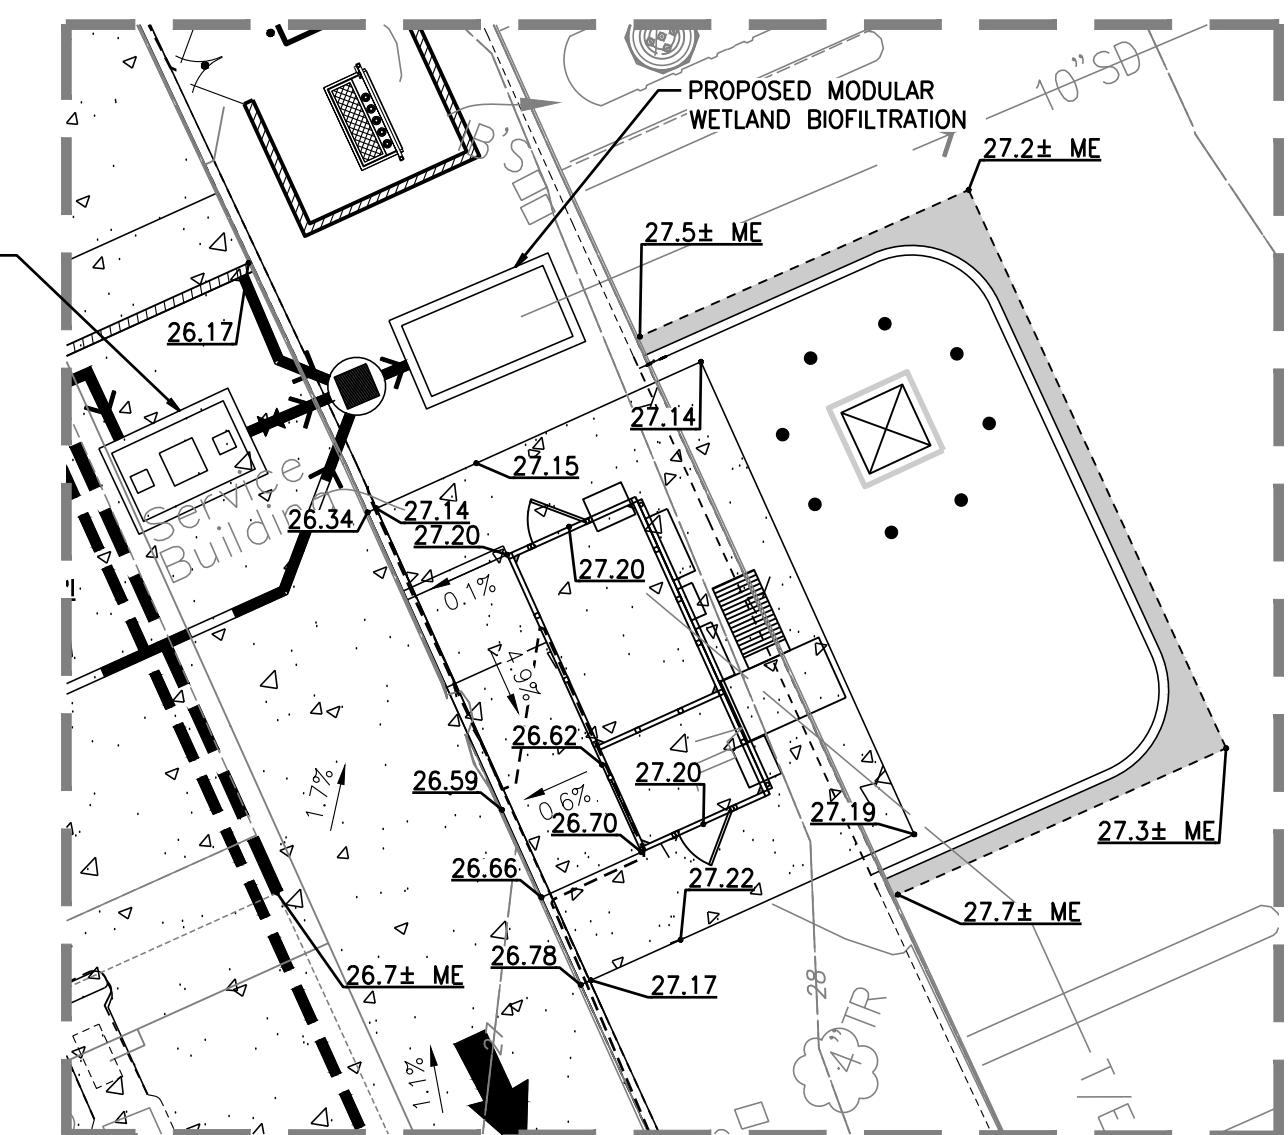 PROPOSED MODULAR
WETLAND BIOFILTRATION
10" SD
27.2± ME
27.5± ME
26.17
27.14
27.15
Service
Building
26.34
27.14
27.20
27.20
0.1%
4.9%
26.62
26.59
27.20
1.7%
0.6%
26.70
27.19
27.3± ME
26.66
27.22
27.7± ME
26.78
26.7± ME
27.17
28
27
4" TR
1.1%